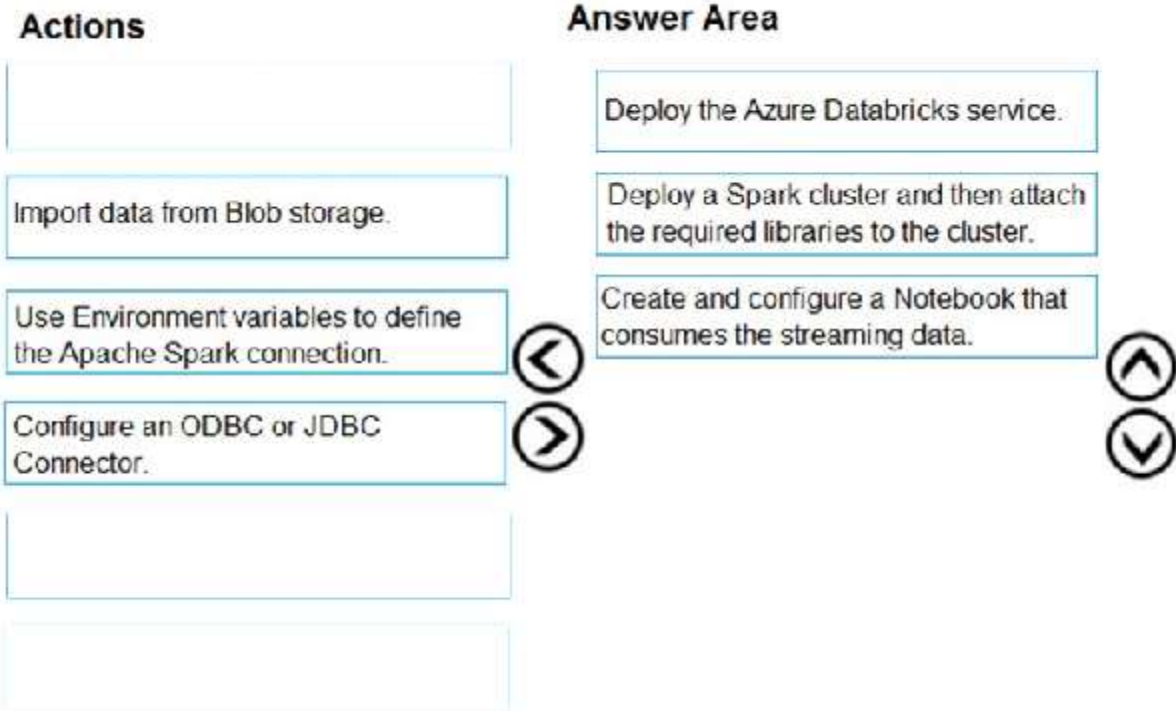 Actions
Answer Area
Deploy the Azure Databricks service.
Import data from Blob storage.
Deploy a Spark cluster and then attach
the required libraries to the cluster.
Use Environment variables to define
the Apache Spark connection.
Create and configure a Notebook that
consumes the streaming data.
Configure an ODBC or JDBC
Connector.